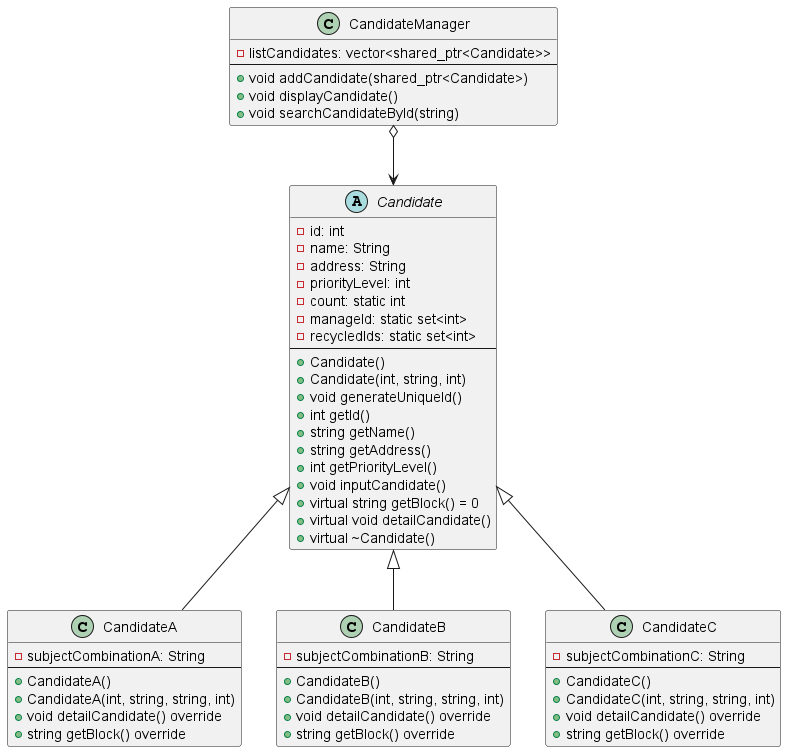 C CandidateManager
listCandidates: vector<shared_ptr<Candidate>>
void addCandidate(shared_ptr<Candidate>)
void displayCandidate()
void searchCandidateById(string)
A Candidate
id: int
name: String
address: String
priorityLevel: int
count: static int
manageId: static set<int>
recycledIds: static set<int>
Candidate()
Candidate(int, string, int)
void generateUniqueId()
int getId()
string getName()
string getAddress()
int getPriorityLevel()
void inputCandidate()
virtual string getBlock() = 0
virtual void detailCandidate()
virtual ~Candidate()
C CandidateA
subjectCombinationA: String
CandidateA()
CandidateA(int, string, string, int)
void detailCandidate() override
string getBlock() override
C CandidateB
subjectCombinationB: String
CandidateB()
CandidateB(int, string, string, int)
void detailCandidate() override
string getBlock() override
C CandidateC
subjectCombinationC: String
CandidateC()
CandidateC(int, string, string, int)
void detailCandidate() override
string getBlock() override